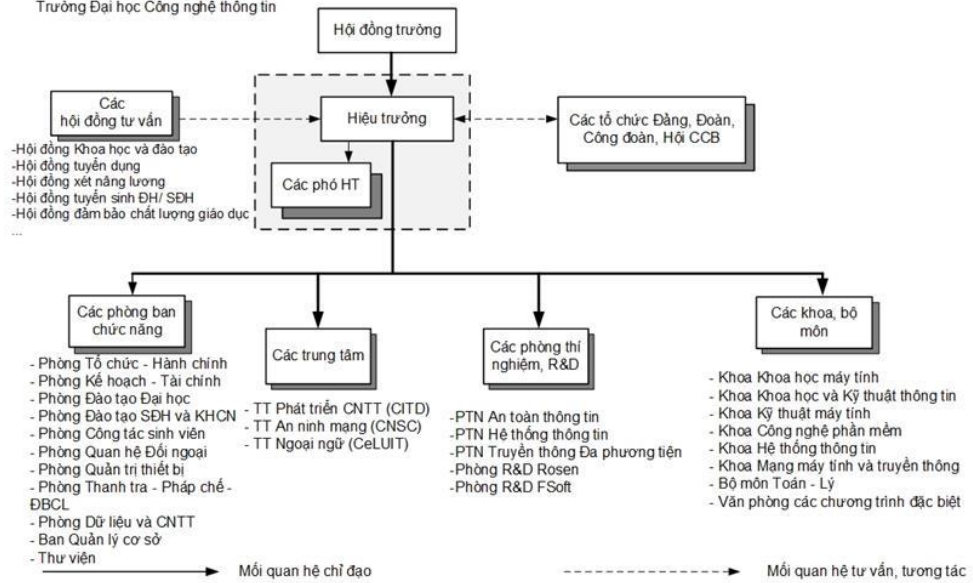 Trường Đại học Công nghệ thông tin
Hội đồng trường
Các
hội đồng tư vấn
Hiệu trưởng
Các tổ chức Đảng, Đoàn,
Công đoàn, Hội CCB
-Hội đồng Khoa học và đào tạo
-Hội đồng tuyển dụng
-Hội đồng xét nâng lương
-Hội đồng tuyển sinh ĐH/ SĐH
-Hội đồng đảm bảo chất lượng giáo dục
...
Các phó HT
Các phòng ban
chức năng
- Phòng Tổ chức - Hành chính
- Phòng Kế hoạch - Tài chính
- Phòng Đào tạo Đại học
- Phòng Đào tạo SĐH và KHCN
- Phòng Công tác sinh viên
- Phòng Quan hệ Đối ngoại
- Phòng Quản trị thiết bị
- Phòng Thanh tra - Pháp chế -
ĐBCL
- Phòng Dữ liệu và CNTT
- Ban Quản lý cơ sở
- Thư viện
Các trung tâm
- TT Phát triển CNTT (CITD)
- TT An ninh mạng (CNSC)
- TT Ngoại ngữ (CeLUIT)
Các phòng thí
nghiệm, R&D
-PTN An toàn thông tin
-PTN Hệ thống thông tin
-PTN Truyền thông Đa phương tiện
-Phòng R&D Rosen
-Phòng R&D FSoft
Các khoa, bộ
môn
- Khoa Khoa học máy tính
- Khoa Khoa học và Kỹ thuật thông tin
- Khoa Kỹ thuật máy tính
- Khoa Công nghệ phần mềm
- Khoa Hệ thống thông tin
- Khoa Mạng máy tính và truyền thông
- Bộ môn Toán - Lý
- Văn phòng các chương trình đặc biệt
Mối quan hệ chỉ đạo
Mối quan hệ tư vấn, tương tác